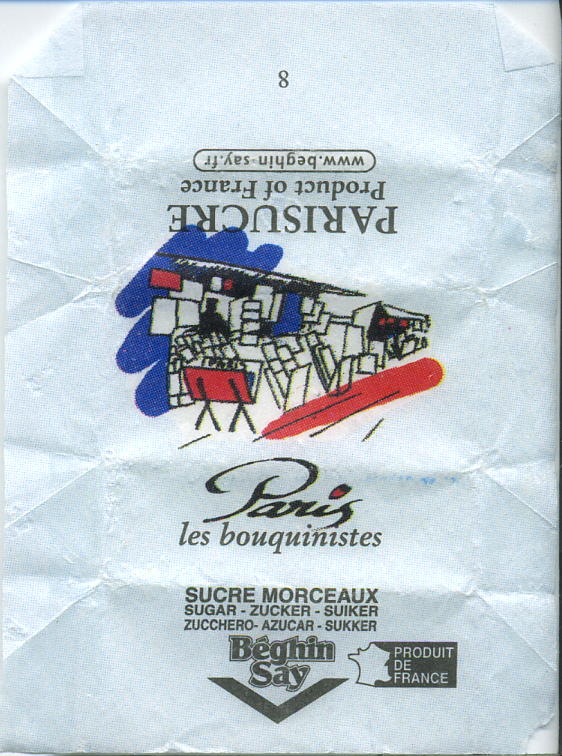 8
www.beghin-say.fr
Product of France
PARISUCRE
Paris
les bouquinistes
SUCRE MORCEAUX
SUGAR - ZUCKER - SUIKER
ZUCCHERO- AZUCAR - SUKKER
Béghin
Say
PRODUIT
DE
FRANCE